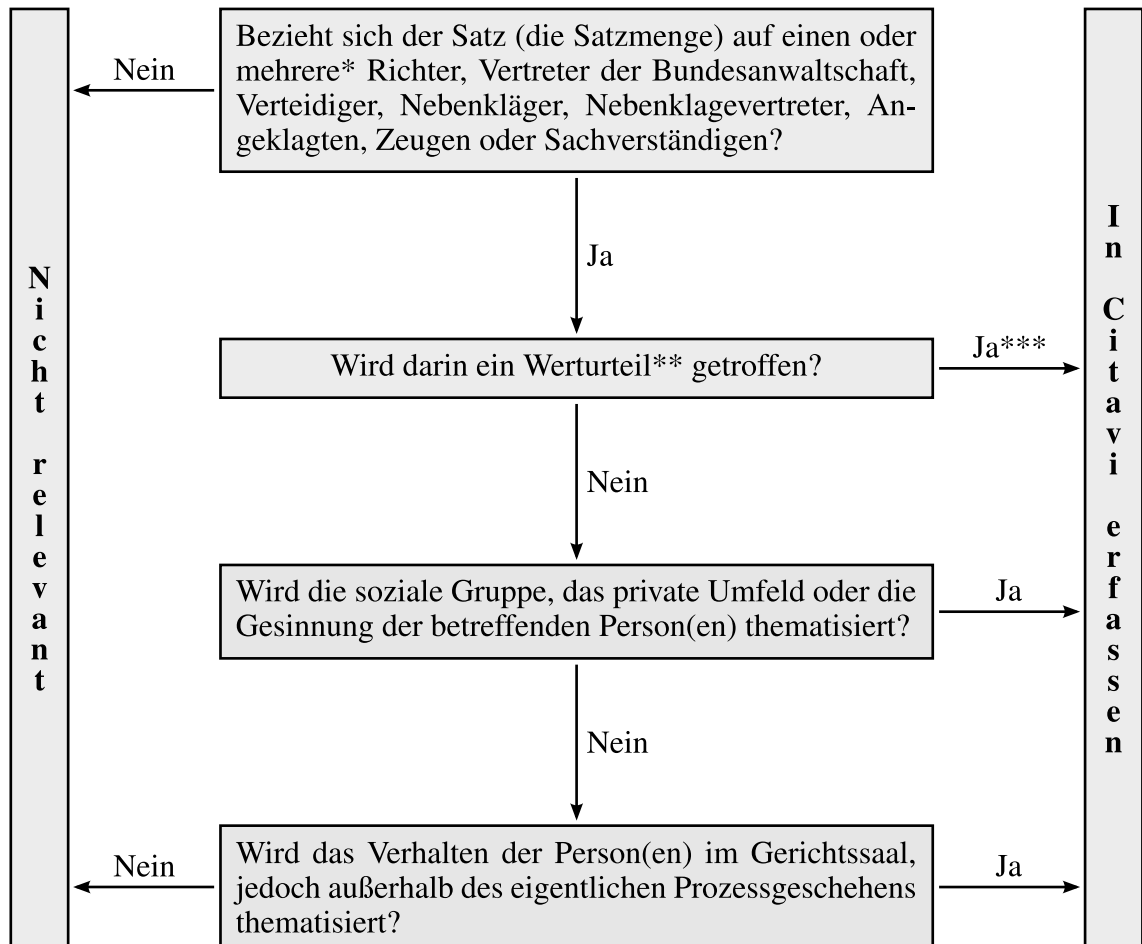 Bezieht sich der Satz (die Satzmenge) auf einen oder
mehrere* Richter, Vertreter der Bundesanwaltschaft,
Verteidiger, Nebenkläger, Nebenklagevertreter, An-
geklagten, Zeugen oder Sachverständigen?
Nein
Ja
Wird darin ein Werturteil** getroffen?
Ja***
Nein
Wird die soziale Gruppe, das private Umfeld oder die
Gesinnung der betreffenden Person(en) thematisiert?
Ja
Nein
Wird das Verhalten der Person(en) im Gerichtssaal,
jedoch außerhalb des eigentlichen Prozessgeschehens
thematisiert?
Nein
Ja
Nicht relevant
In Citavi erfassen